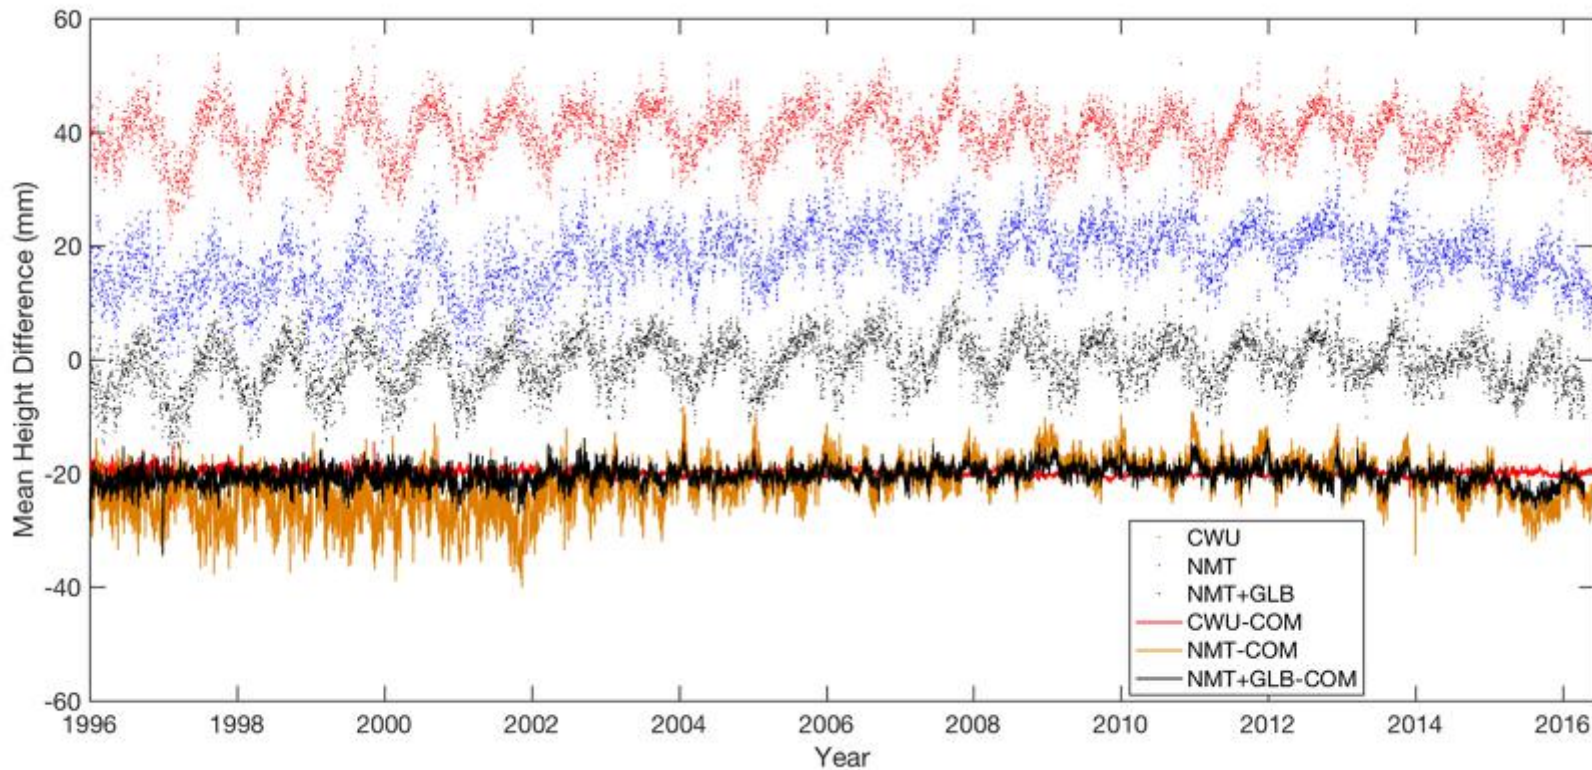 60
40
20
0
-20
-40
-60
Mean Height Difference (mm)
CWU
NMT
NMT+GLB
CWU-COM
NMT-COM
NMT+GLB-COM
1996 1998 2000 2002 2004 2006 2008 2010 2012 2014 2016
Year